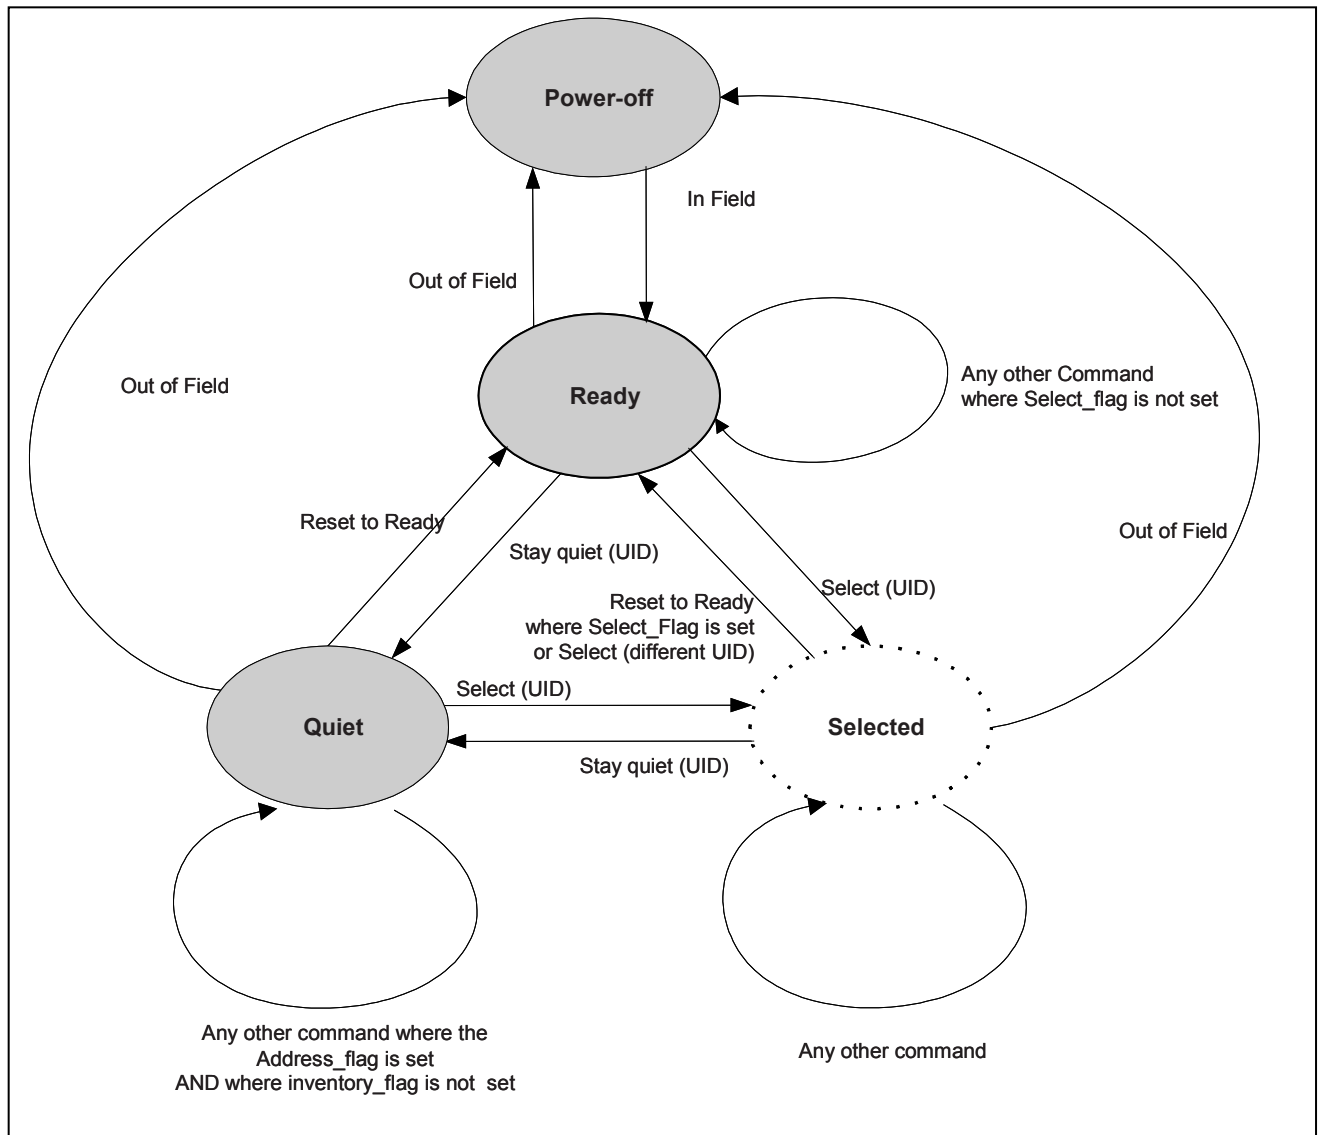 Power-off
In Field
Out of Field
Out of Field
Ready
Any other Command
where Select_flag is not set
Reset to Ready
Stay quiet (UID)
Out of Field
Select (UID)
Reset to Ready
where Select_Flag is set
or Select (different UID)
Select (UID)
Quiet
Selected
Stay quiet (UID)
Any other command where the
Address_flag is set
AND where inventory_flag is not  set
Any other command